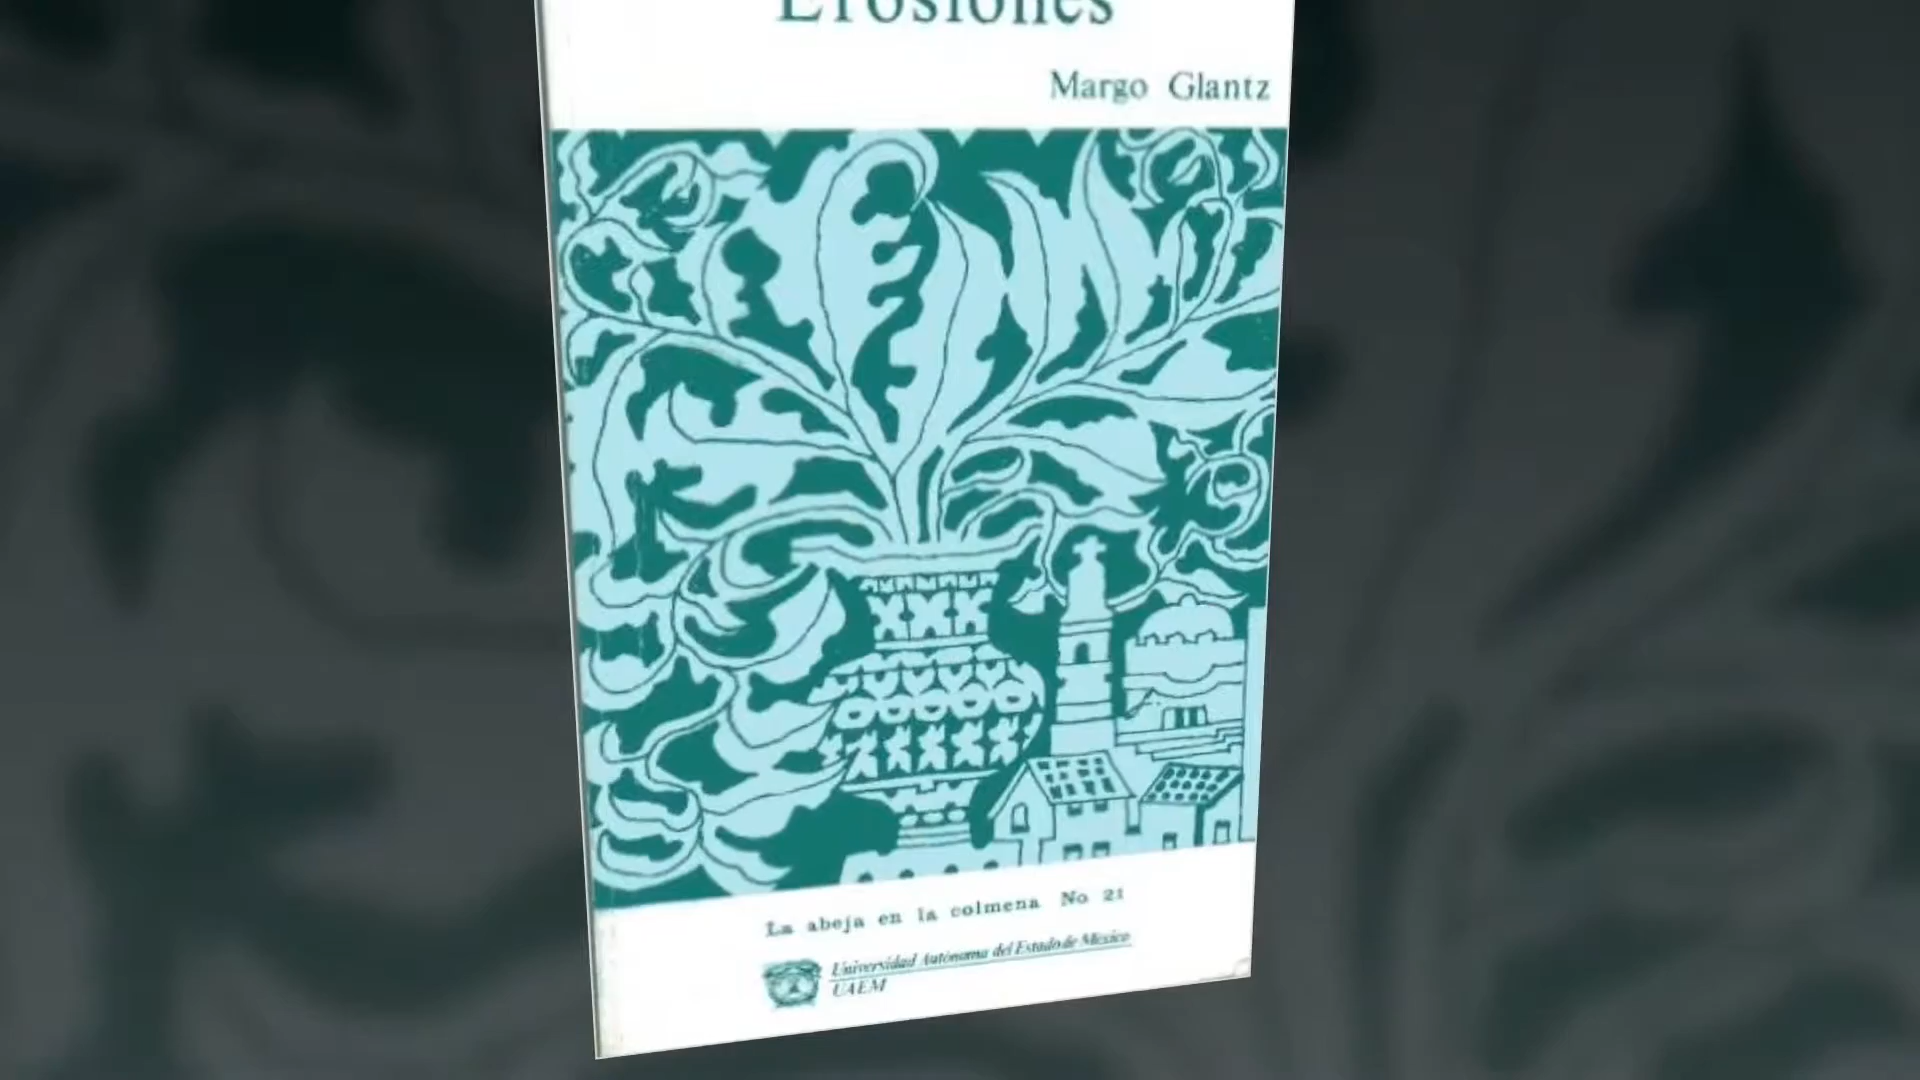 Erosiones
Margo Glantz
La abeja en la colmena No 21
Universidad Autónoma del Estado de México
UAEM